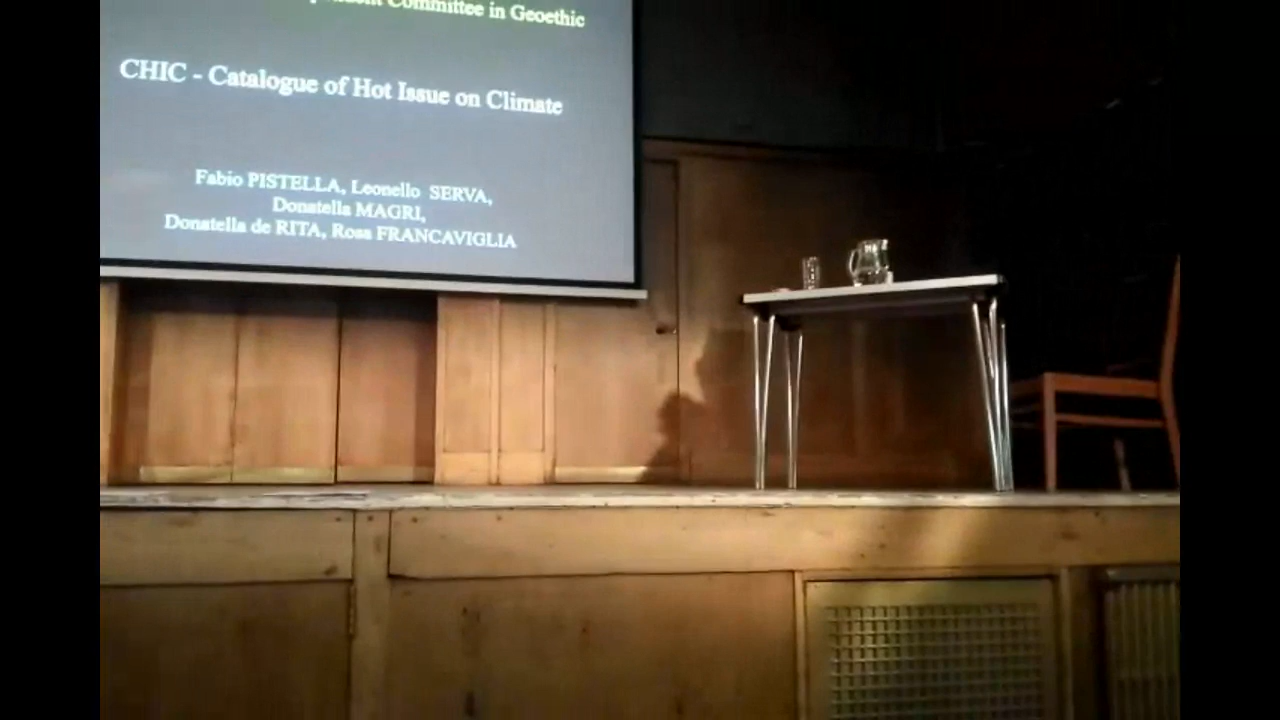 Committee in Geoethic
CHIC - Catalogue of Hot Issue on Climate
Fabio PISTELLA, Leonello SERVA,
Donatella MAGRI,
Donatella de RITA, Rosa FRANCAVIGLIA